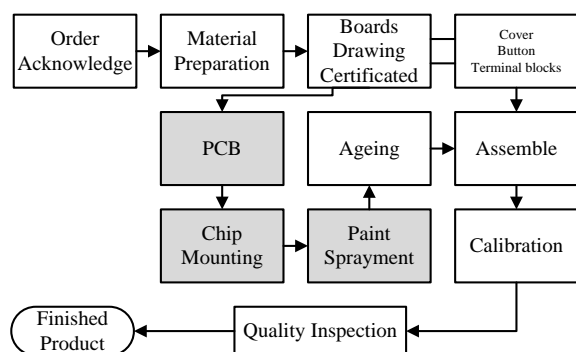 Order
Acknowledge
Material
Preparation
Boards
Drawing
Certificated
Cover
Button
Terminal blocks
PCB
Ageing
Assemble
Chip
Mounting
Paint
Sprayment
Calibration
Finished
Product
Quality Inspection